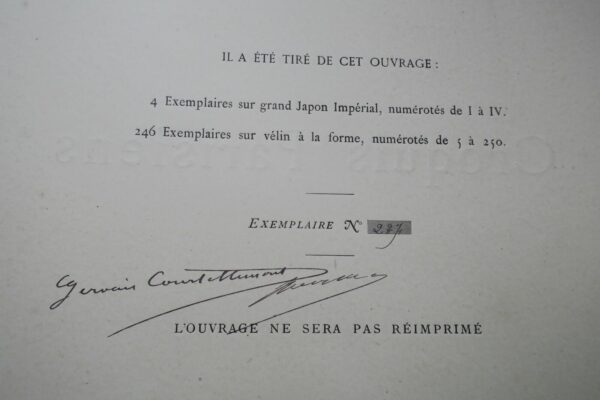 IL A ÉTÉ TIRÉ DE CET OUVRAGE :
4 Exemplaires sur grand Japon Impérial, numérotés de I à IV.
246 Exemplaires sur vélin à la forme, numérotés de 5 à 250.
EXEMPLAIRE N°
Gervais Courtellemont
L'OUVRAGE NE SERA PAS RÉIMPRIMÉ